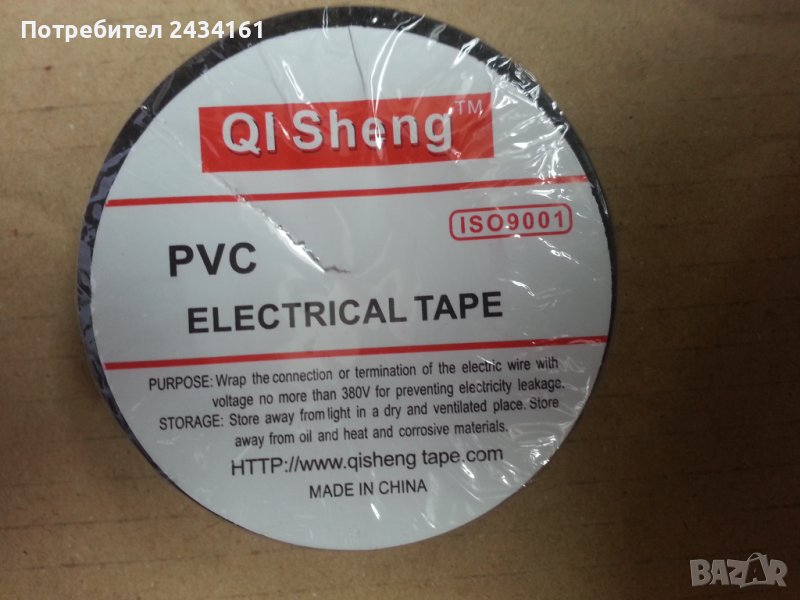 Потребител 2434161
QI Sheng™
ISO9001
PVC
ELECTRICAL TAPE
PURPOSE: Wrap the connection or termination of the electric wire with
voltage no more than 380V for preventing electricity leakage.
STORAGE: Store away from light in a dry and ventilated place. Store
away from oil and heat and corrosive materials.
HTTP://www.qisheng tape.com
MADE IN CHINA
BAZAR